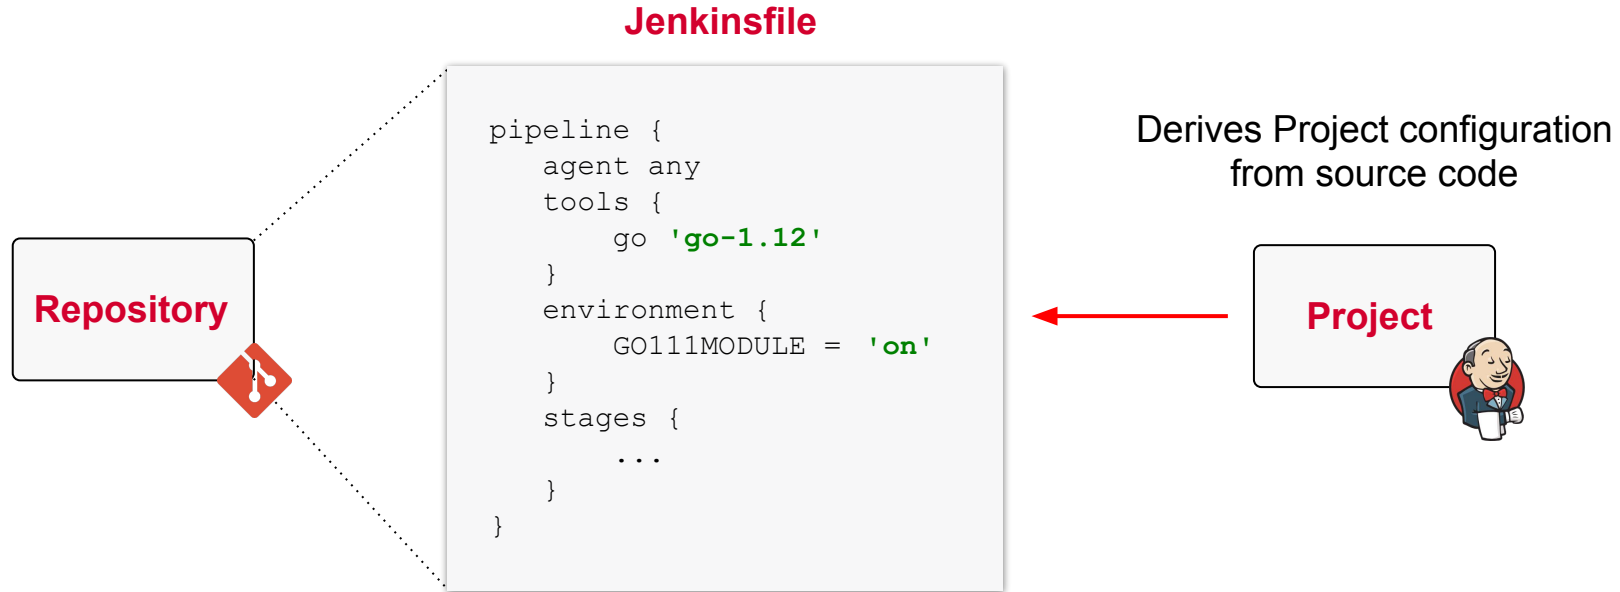 Jenkinsfile
pipeline {
agent any
tools {
go 'go-1.12'
}
environment {
GO111MODULE = 'on'
}
stages {
...
}
}
Repository
Derives Project configuration
from source code
Project